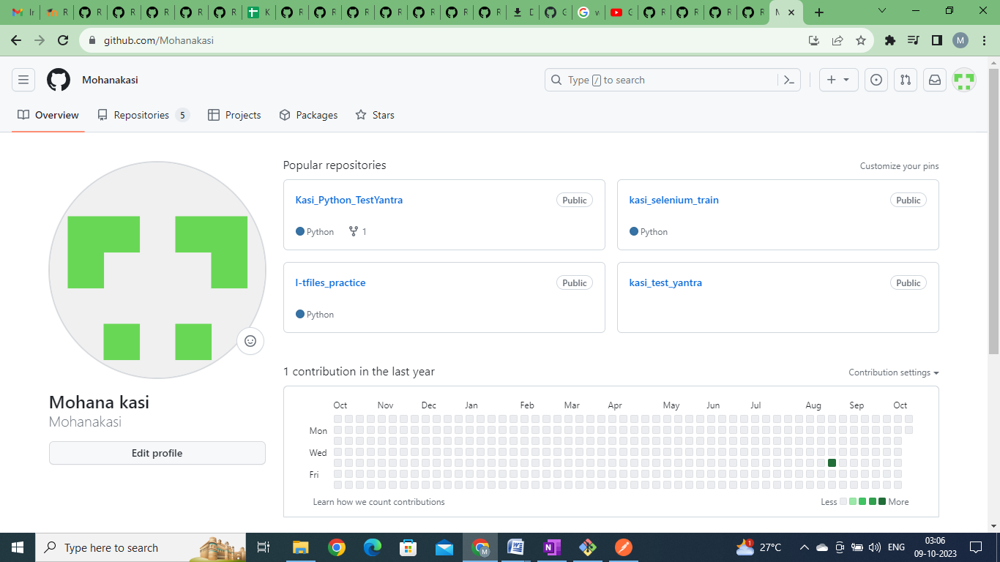 github.com/Mohanakasi
M
Mohanakasi
Type / to search
Overview
Repositories 5
Projects
Packages
Stars
Popular repositories
Customize your pins
Kasi_Python_TestYantra
Public
Python 1
kasi_selenium_train
Public
Python
I-tfiles_practice
Public
Python
kasi_test_yantra
Public
Mohana kasi
Mohanakasi
Edit profile
1 contribution in the last year
Contribution settings
Oct Nov Dec Jan Feb Mar Apr May Jun Jul Aug Sep Oct
Mon
Wed
Fri
Learn how we count contributions
Less More
Type here to search
27°C
ENG
03:06
09-10-2023